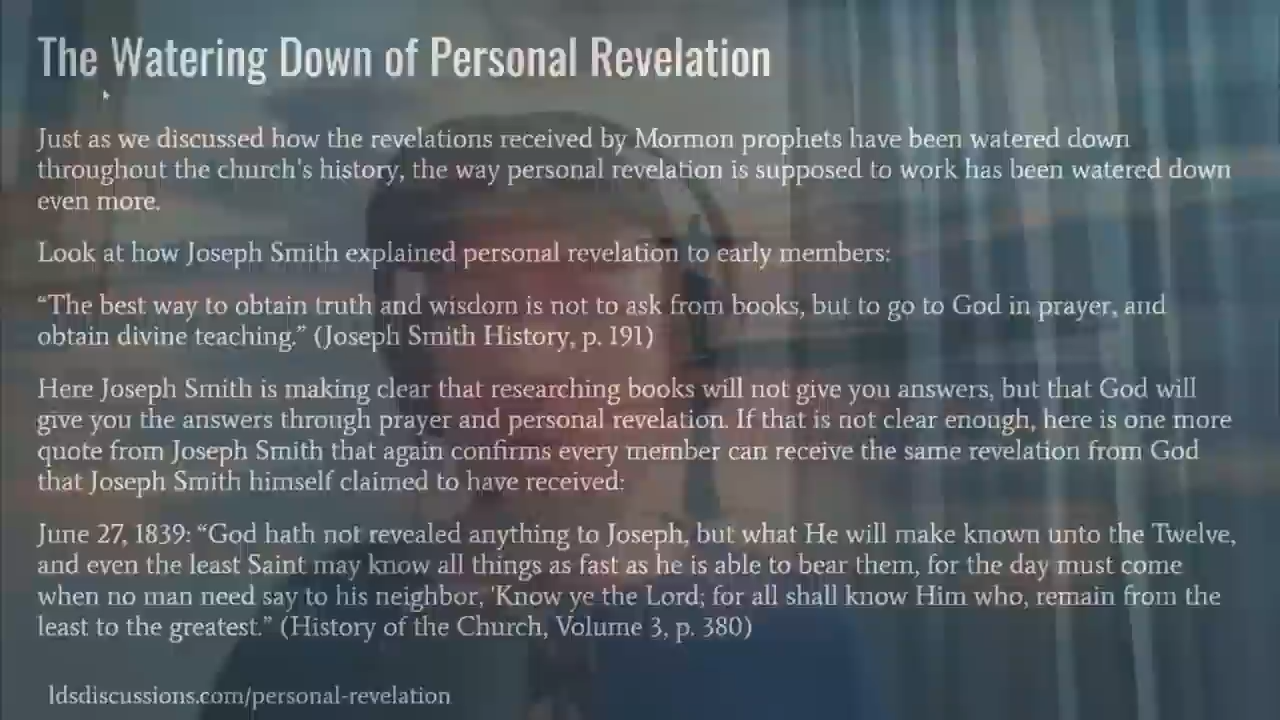 The Watering Down of Personal Revelation
Just as we discussed how the revelations received by Mormon prophets have been watered down
throughout the church's history, the way personal revelation is supposed to work has been watered down
even more.
Look at how Joseph Smith explained personal revelation to early members:
“The best way to obtain truth and wisdom is not to ask from books, but to go to God in prayer, and
obtain divine teaching.” (Joseph Smith History, p. 191)
Here Joseph Smith is making clear that researching books will not give you answers, but that God will
give you the answers through prayer and personal revelation. If that is not clear enough, here is one more
quote from Joseph Smith that again confirms every member can receive the same revelation from God
that Joseph Smith himself claimed to have received:
June 27, 1839: “God hath not revealed anything to Joseph, but what He will make known unto the Twelve,
and even the least Saint may know all things as fast as he is able to bear them, for the day must come
when no man need say to his neighbor, 'Know ye the Lord; for all shall know Him who, remain from the
least to the greatest.” (History of the Church, Volume 3, p. 380)
ldsdiscussions.com/personal-revelation